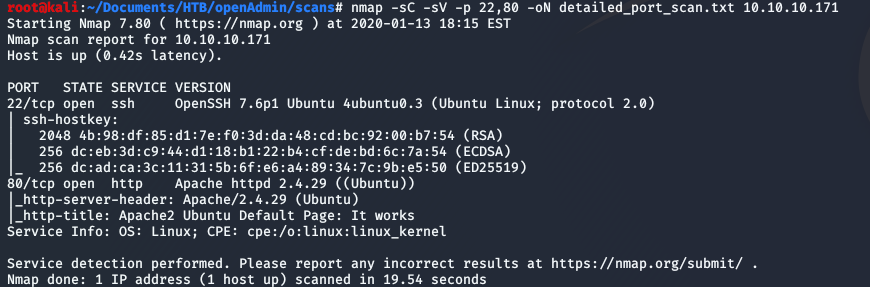 root@kali:~/Documents/HTB/openAdmin/scans# nmap -sC -sV -p 22,80 -oN detailed_port_scan.txt 10.10.10.171
Starting Nmap 7.80 ( https://nmap.org ) at 2020-01-13 18:15 EST
Nmap scan report for 10.10.10.171
Host is up (0.42s latency).

PORT   STATE SERVICE VERSION
22/tcp open  ssh     OpenSSH 7.6p1 Ubuntu 4ubuntu0.3 (Ubuntu Linux; protocol 2.0)
| ssh-hostkey:
|   2048 4b:98:df:85:d1:7e:f0:3d:da:48:cd:bc:92:00:b7:54 (RSA)
|   256 dc:eb:3d:c9:44:d1:18:b1:22:b4:cf:de:bd:6c:7a:54 (ECDSA)
|_  256 dc:ad:ca:3c:11:31:5b:6f:e6:a4:89:34:7c:9b:e5:50 (ED25519)
80/tcp open  http    Apache httpd 2.4.29 ((Ubuntu))
|_http-server-header: Apache/2.4.29 (Ubuntu)
|_http-title: Apache2 Ubuntu Default Page: It works
Service Info: OS: Linux; CPE: cpe:/o:linux:linux_kernel

Service detection performed. Please report any incorrect results at https://nmap.org/submit/ .
Nmap done: 1 IP address (1 host up) scanned in 19.54 seconds